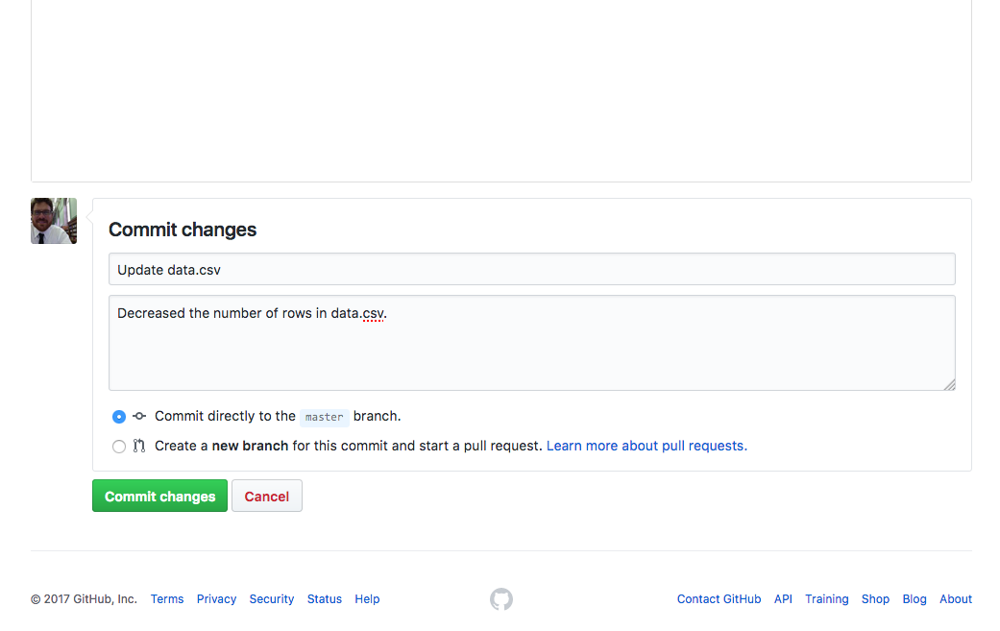 Commit changes
Update data.csv
Decreased the number of rows in data.csv.
Commit directly to the master branch.
Create a new branch for this commit and start a pull request. Learn more about pull requests.
Commit changes Cancel
© 2017 GitHub, Inc. Terms Privacy Security Status Help Contact GitHub API Training Shop Blog About